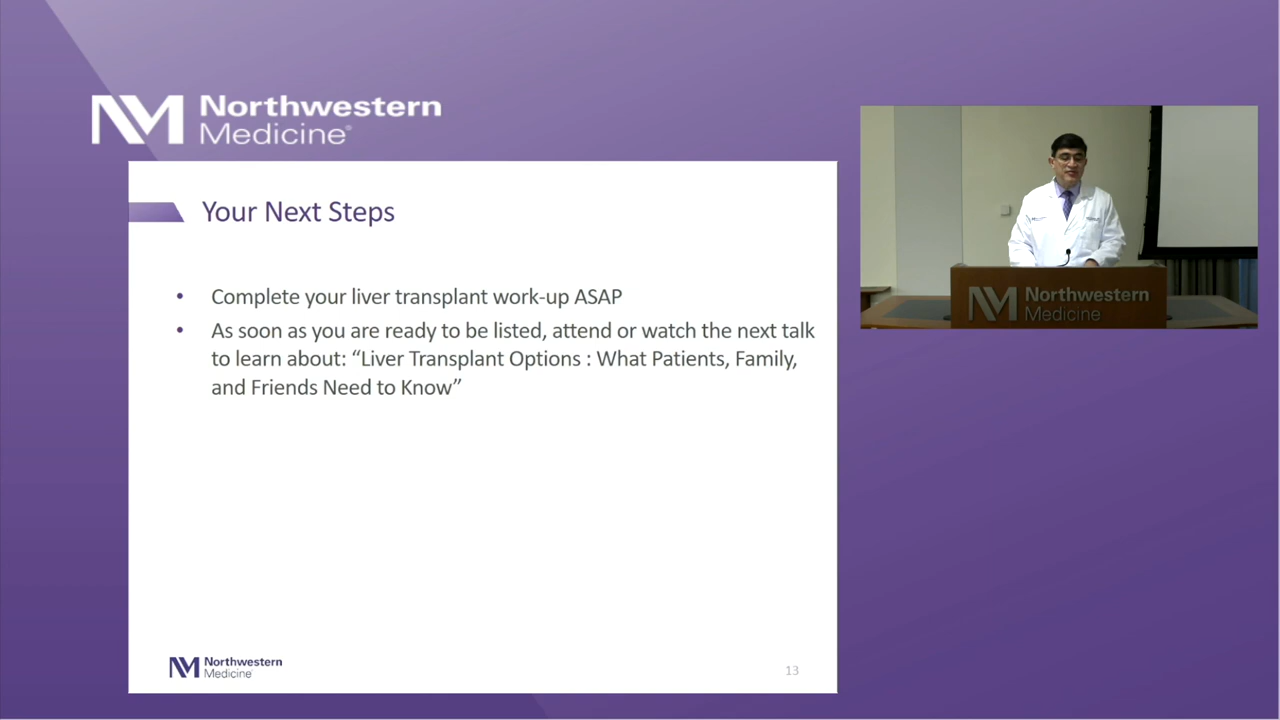 Northwestern
Medicine®
Your Next Steps
• Complete your liver transplant work-up ASAP
• As soon as you are ready to be listed, attend or watch the next talk
to learn about: “Liver Transplant Options : What Patients, Family,
and Friends Need to Know”
Northwestern
Medicine
13
Northwestern
Medicine